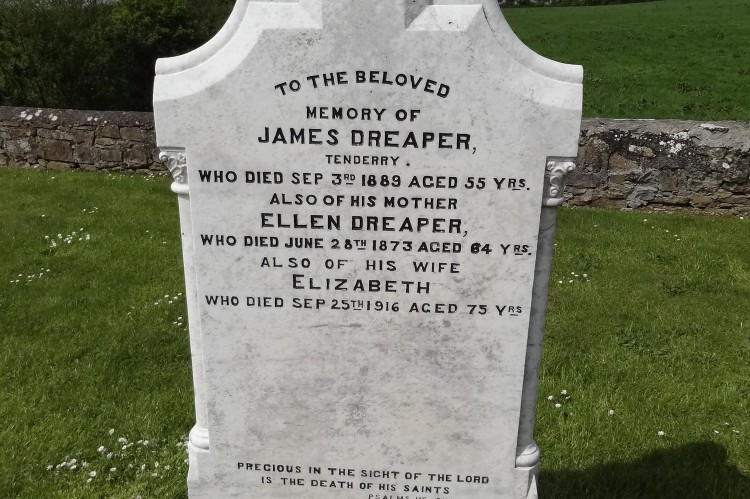 TO THE BELOVED
MEMORY OF
JAMES DREAPER,
TENDERRY.
WHO DIED SEP 3RD 1889 AGED 55 YRS.
ALSO OF HIS MOTHER
ELLEN DREAPER,
WHO DIED JUNE 28TH 1873 AGED 64 YRS.
ALSO OF HIS WIFE
ELIZABETH
WHO DIED SEP 25TH 1916 AGED 75 YRS
PRECIOUS IN THE SIGHT OF THE LORD
IS THE DEATH OF HIS SAINTS
PSALMS